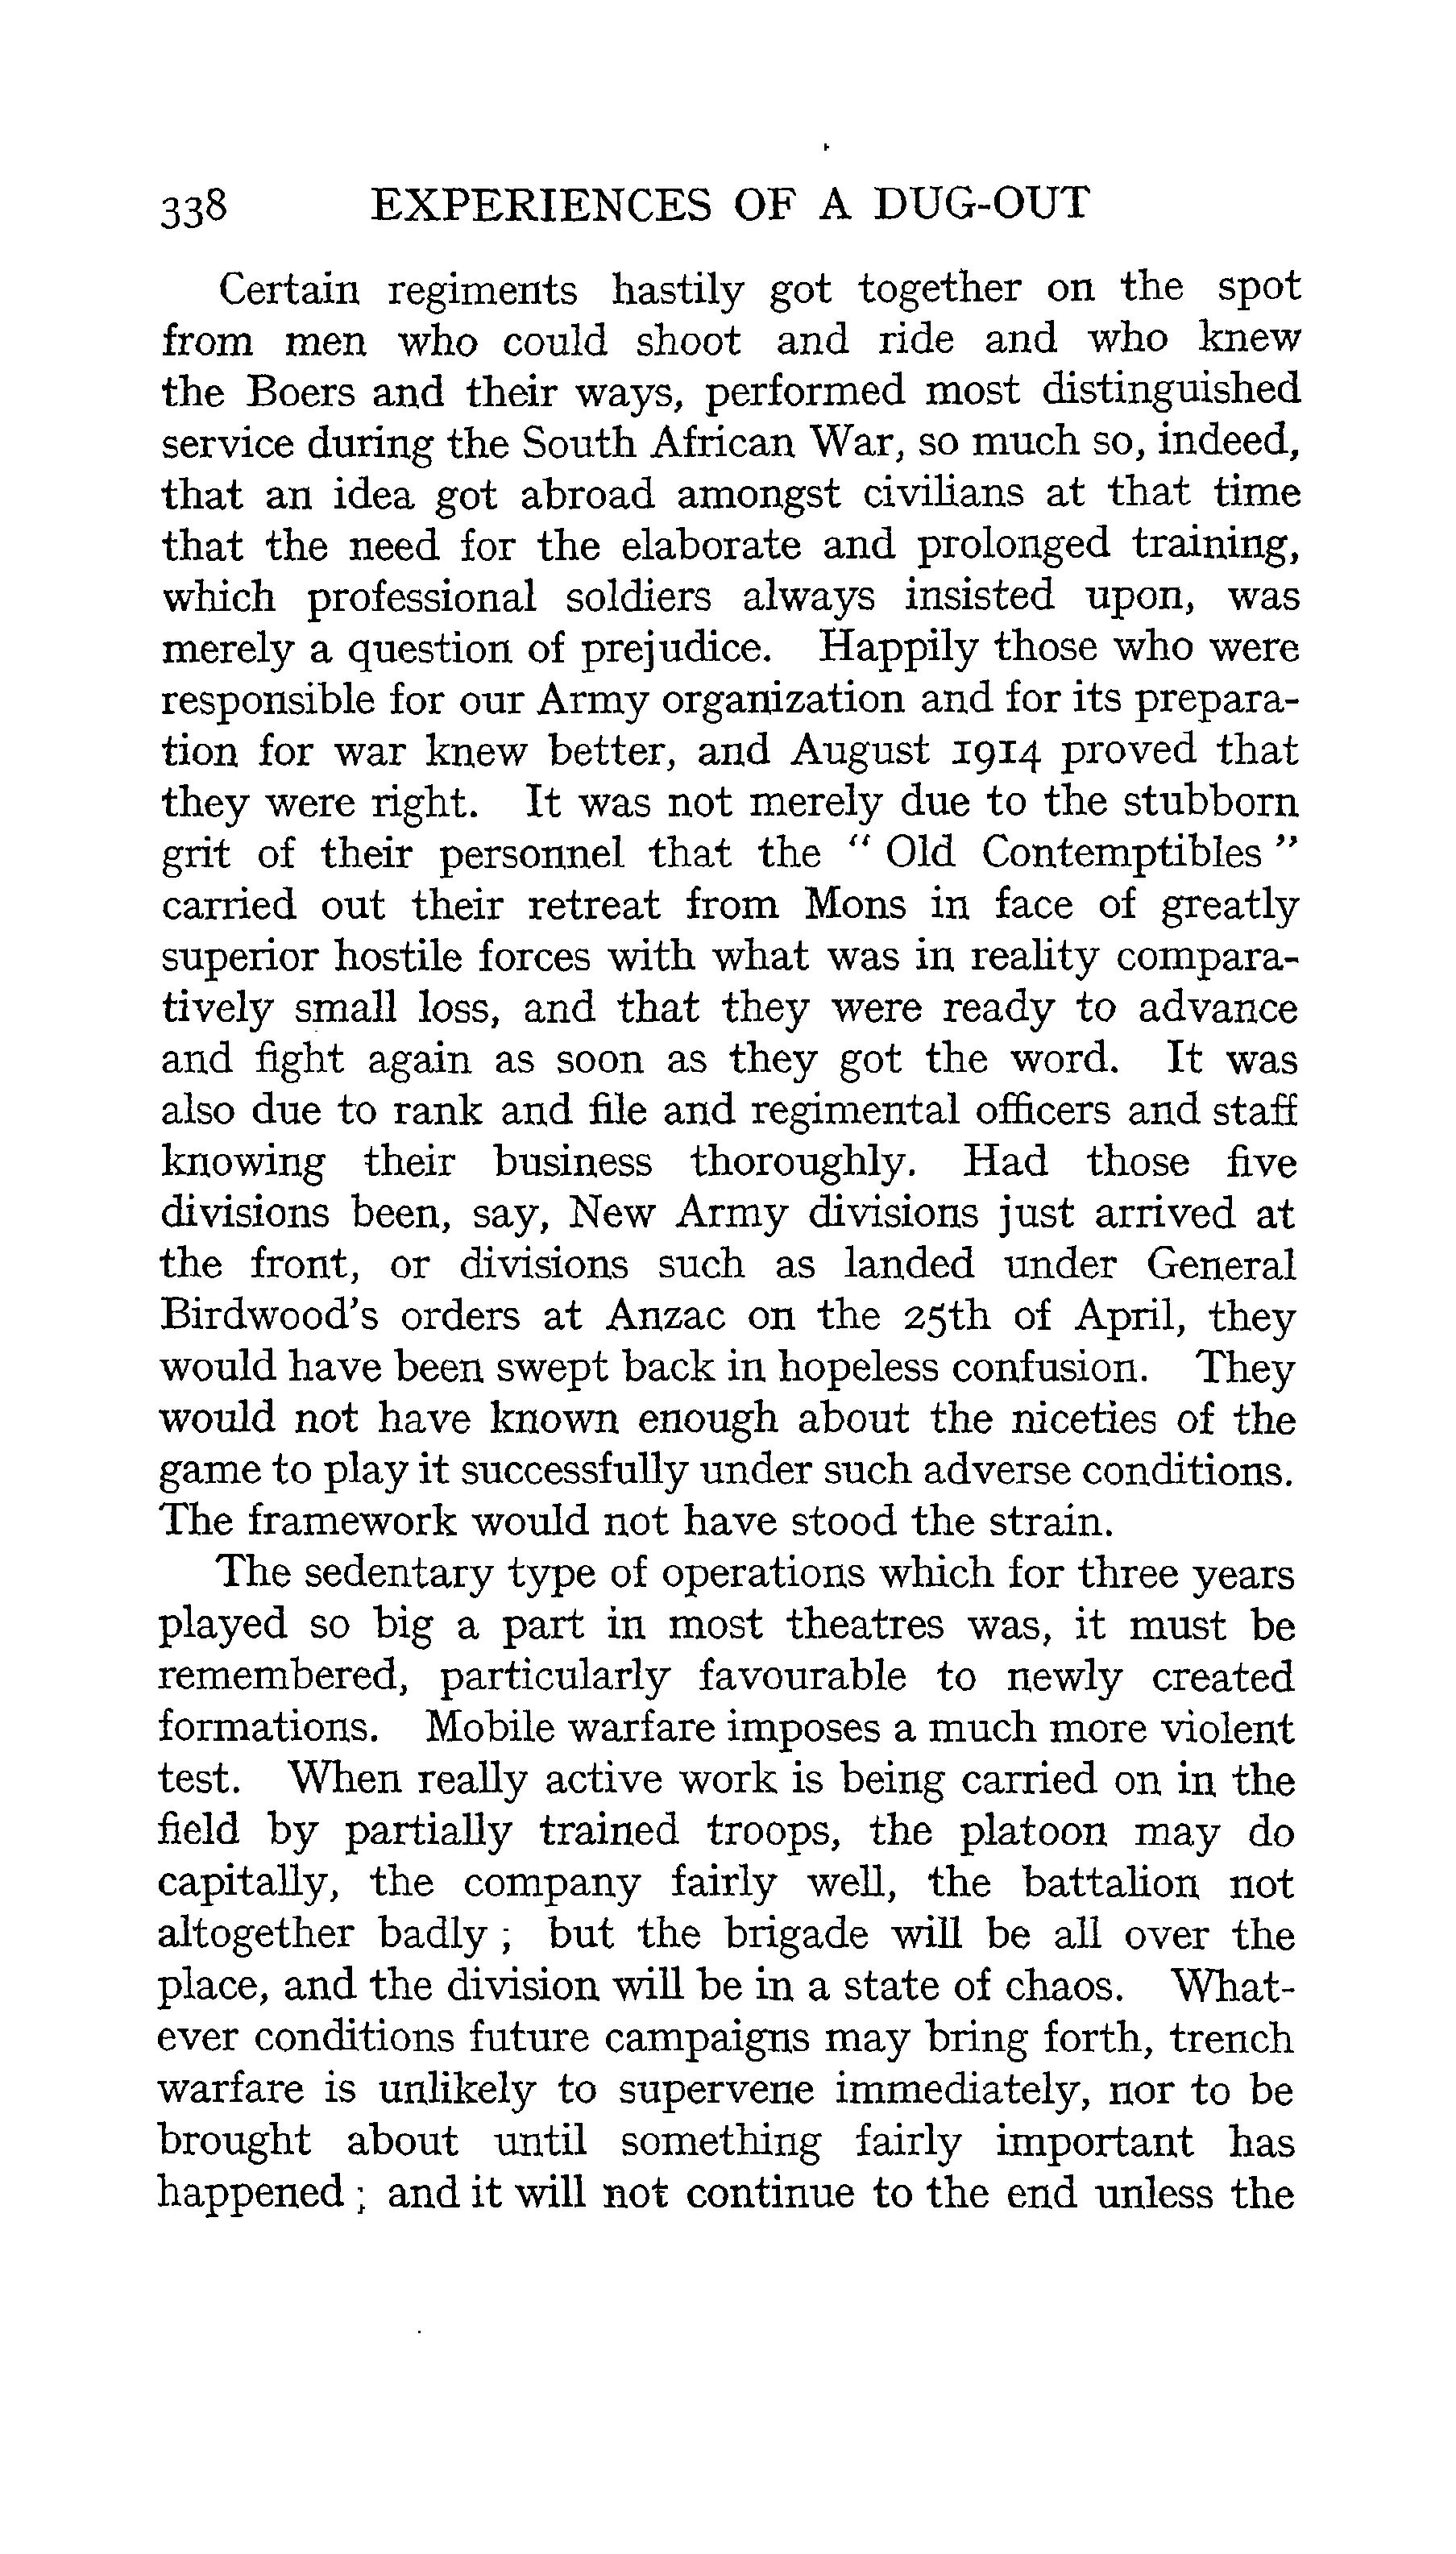 338 EXPERIENCES OF A DUG-OUT
Certain regiments hastily got together on the spot
from men who could shoot and ride and who knew
the Boers and their ways, performed most distinguished
service during the South African War, so much so, indeed,
that an idea got abroad amongst civilians at that time
that the need for the elaborate and prolonged training,
which professional soldiers always insisted upon, was
merely a question of prejudice. Happily those who were
responsible for our Army organization and for its prepara-
tion for war knew better, and August 1914 proved that
they were right. It was not merely due to the stubborn
grit of their personnel that the “ Old Contemptibles ”
carried out their retreat from Mons in face of greatly
superior hostile forces with what was in reality compara-
tively small loss, and that they were ready to advance
and fight again as soon as they got the word. It was
also due to rank and file and regimental officers and staff
knowing their business thoroughly. Had those five
divisions been, say, New Army divisions just arrived at
the front, or divisions such as landed under General
Birdwood's orders at Anzac on the 25th of April, they
would have been swept back in hopeless confusion. They
would not have known enough about the niceties of the
game to play it successfully under such adverse conditions.
The framework would not have stood the strain.
The sedentary type of operations which for three years
played so big a part in most theatres was, it must be
remembered, particularly favourable to newly created
formations. Mobile warfare imposes a much more violent
test. When really active work is being carried on in the
field by partially trained troops, the platoon may do
capitally, the company fairly well, the battalion not
altogether badly ; but the brigade will be all over the
place, and the division will be in a state of chaos. What-
ever conditions future campaigns may bring forth, trench
warfare is unlikely to supervene immediately, nor to be
brought about until something fairly important has
happened ; and it will not continue to the end unless the